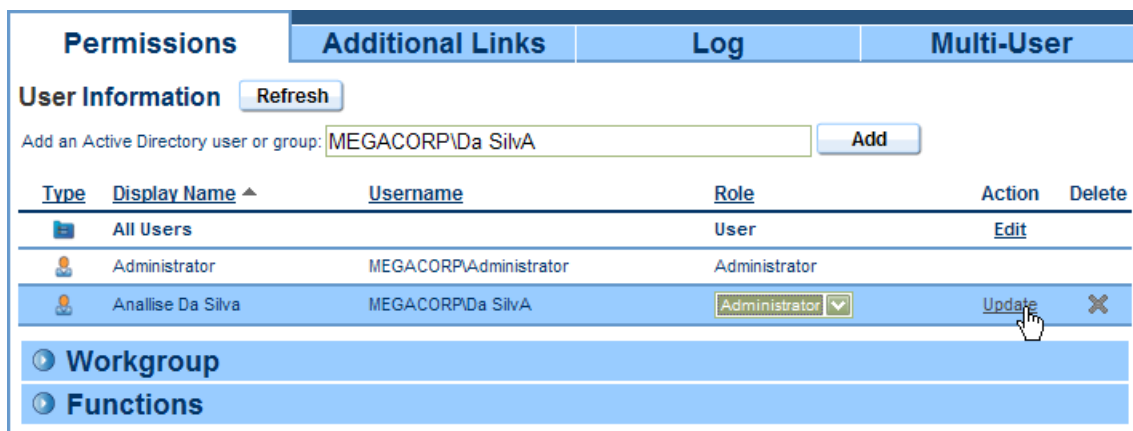 Permissions Additional Links Log Multi-User
User Information Refresh
Add an Active Directory user or group: MEGACORP\Da SilvA Add
Type Display Name Username Role Action Delete
All Users User Edit
Administrator MEGACORP\Administrator Administrator
Anallise Da Silva MEGACORP\Da SilvA Administrator Update
Workgroup
Functions